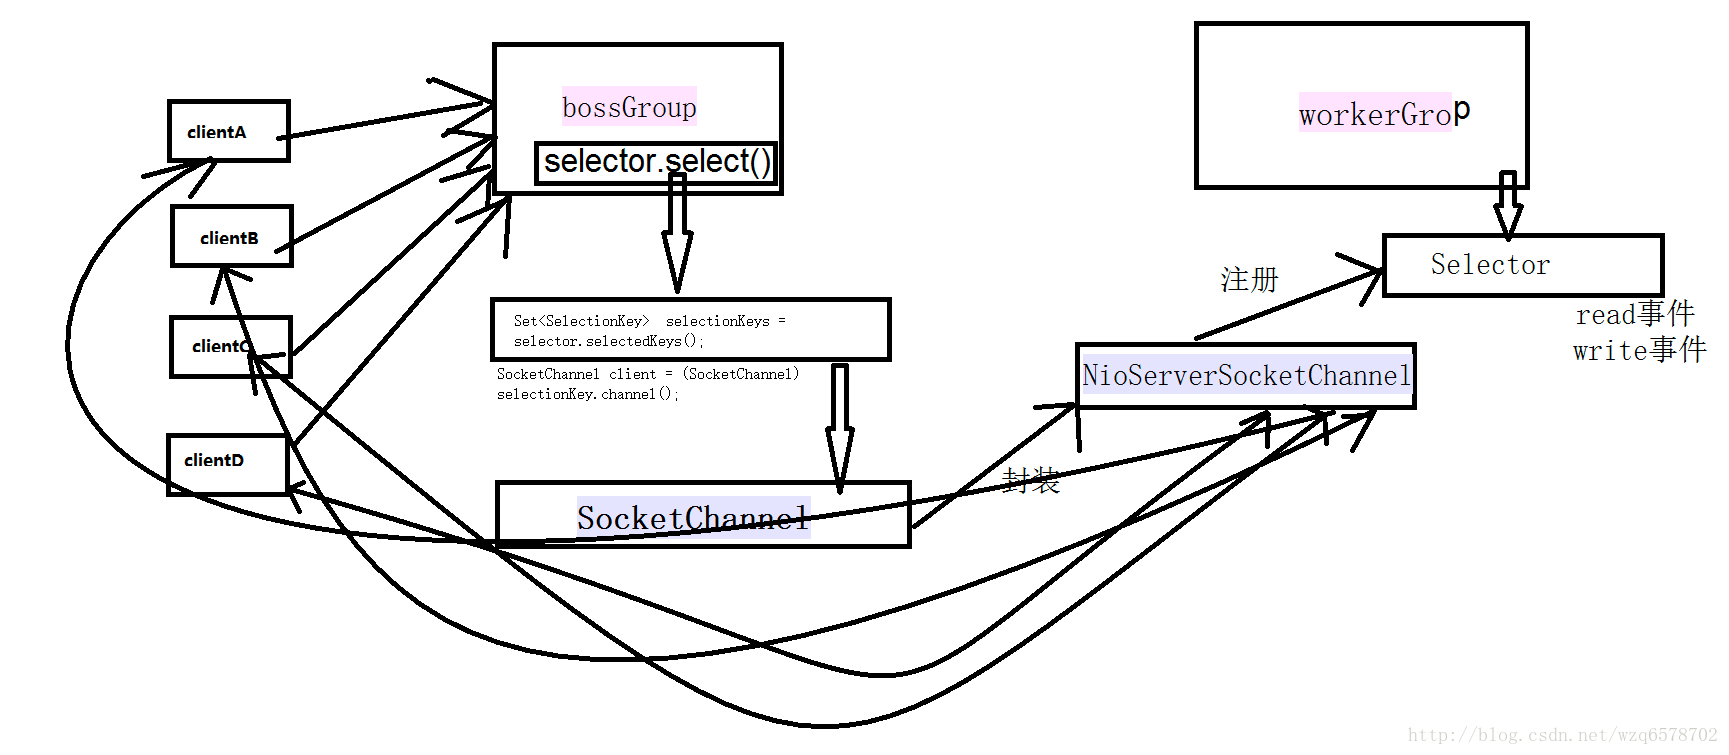 clientA
clientB
clientC
clientD
bossGroup
selector.select()
Set<SelectionKey> selectionKeys =
selector.selectedKeys();
SocketChannel client = (SocketChannel)
selectionKey.channel();
SocketChannel
封装
NioServerSocketChannel
注册
workerGrop
Selector
read事件
write事件
http://blog.csdn.net/wzq6578702